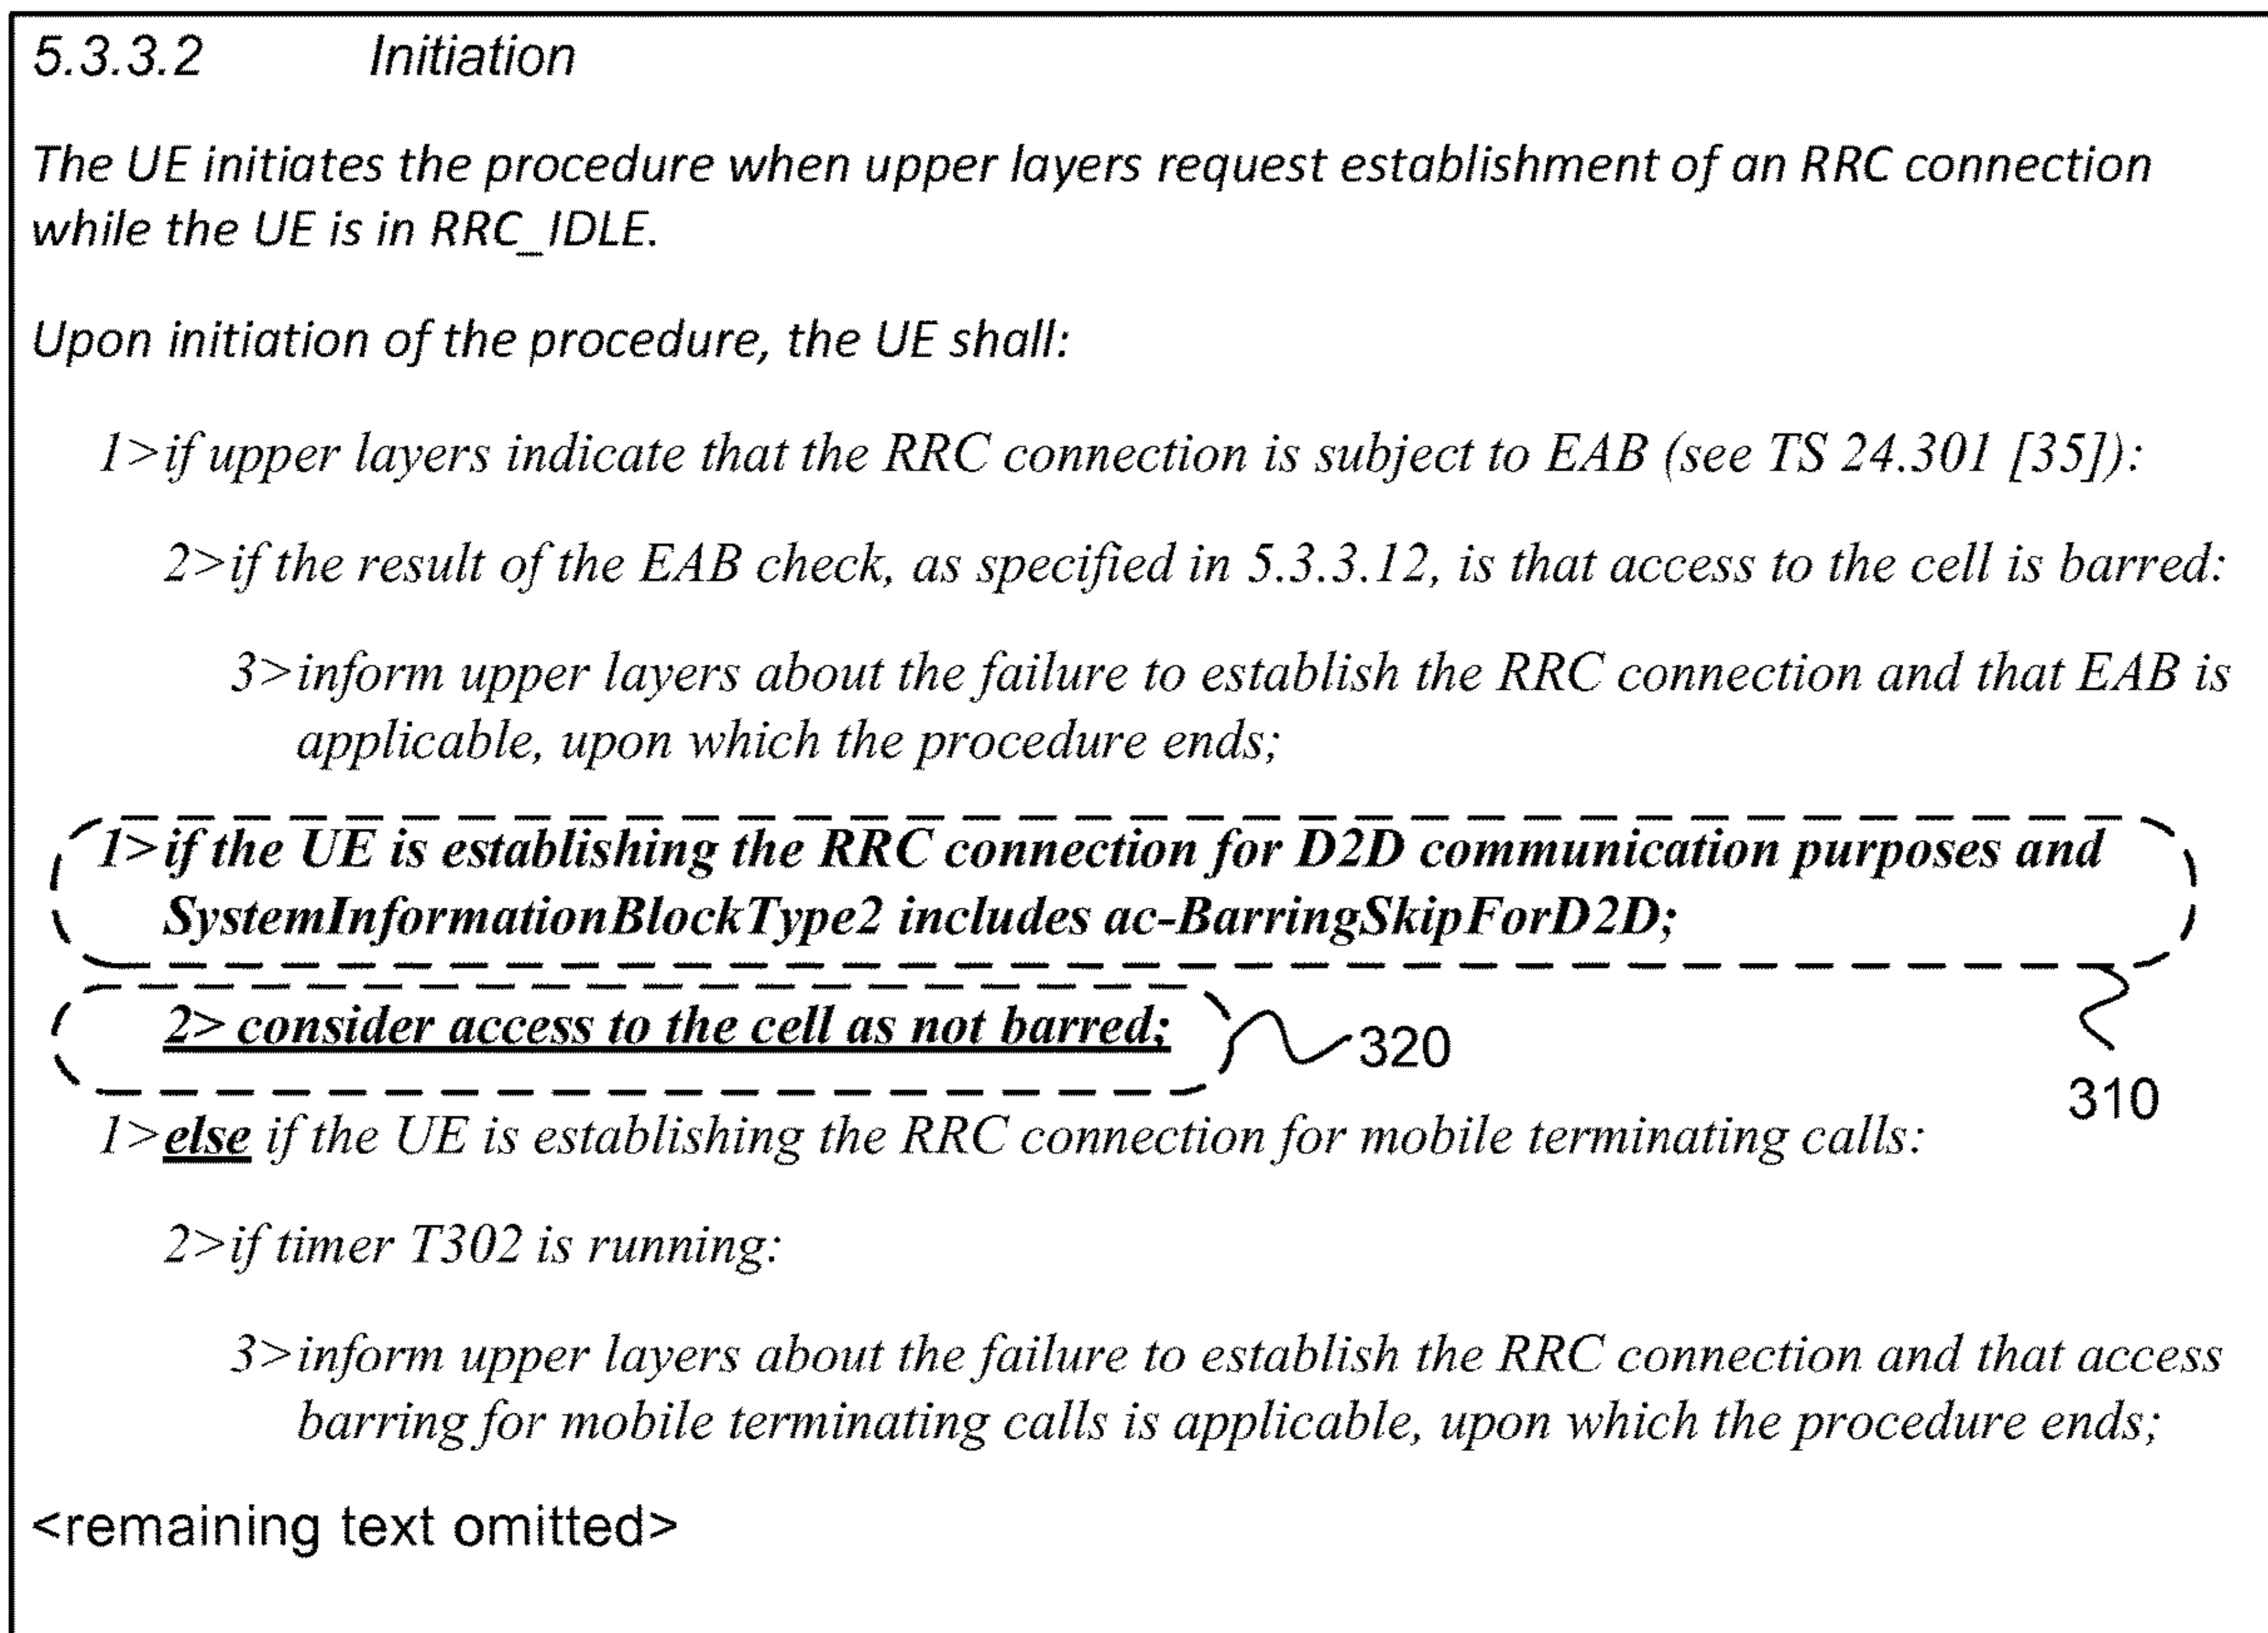 5.3.3.2 Initiation
The UE initiates the procedure when upper layers request establishment of an RRC connection
while the UE is in RRC_IDLE.
Upon initiation of the procedure, the UE shall:
1>if upper layers indicate that the RRC connection is subject to EAB (see TS 24.301 [35]):
2>if the result of the EAB check, as specified in 5.3.3.12, is that access to the cell is barred:
3>inform upper layers about the failure to establish the RRC connection and that EAB is
applicable, upon which the procedure ends;
1>if the UE is establishing the RRC connection for D2D communication purposes and
SystemInformationBlockType2 includes ac-BarringSkipForD2D;
2> consider access to the cell as not barred;
320
310
1>else if the UE is establishing the RRC connection for mobile terminating calls:
2>if timer T302 is running:
3>inform upper layers about the failure to establish the RRC connection and that access
barring for mobile terminating calls is applicable, upon which the procedure ends;
<remaining text omitted>